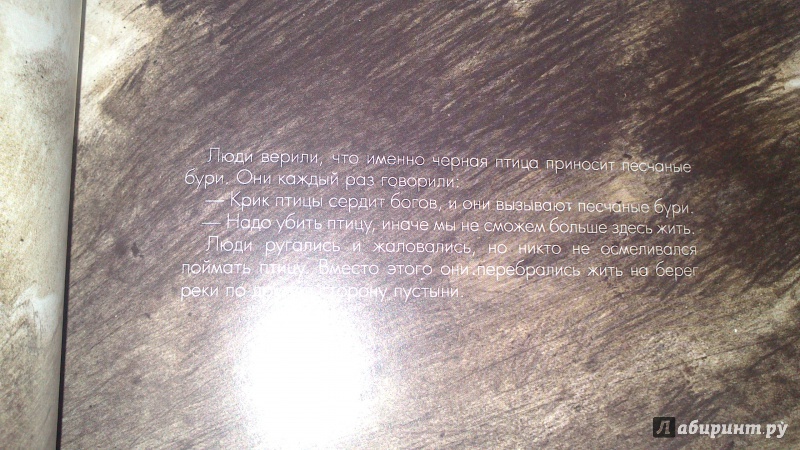 Люди верили, что именно черная птица приносит песчаные
бури. Они каждый раз говорили:
— Крик птицы сердит богов, и они вызывают песчаные бури.
— Надо убить птицу, иначе мы не сможем больше здесь жить.
Люди ругались и жаловались, но никто не осмеливался
поймать птицу. Вместо этого они перебрались жить на берег
реки по сторону пустыни.
Лабиринт.ру